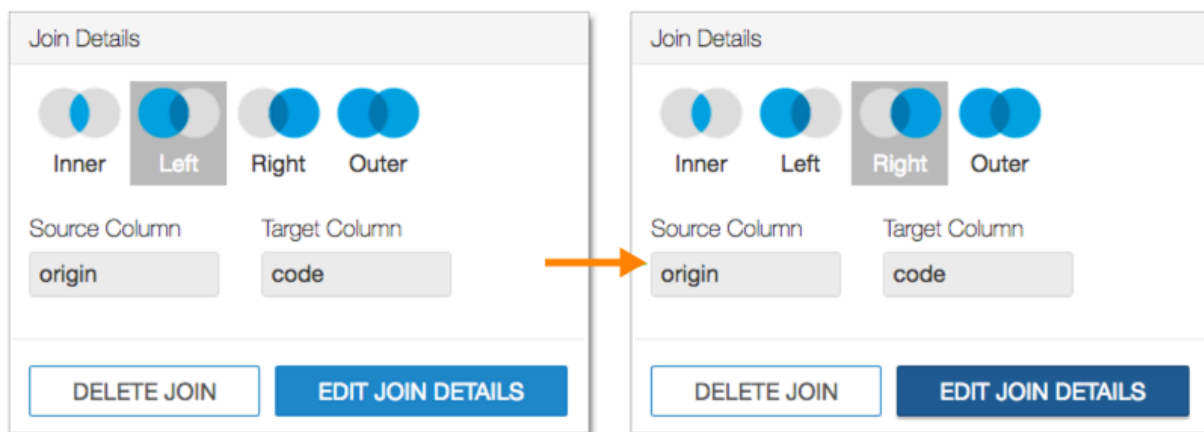 Join Details
Inner Left Right Outer
Source Column Target Column
origin code
DELETE JOIN EDIT JOIN DETAILS
Join Details
Inner Left Right Outer
Source Column Target Column
origin code
DELETE JOIN EDIT JOIN DETAILS